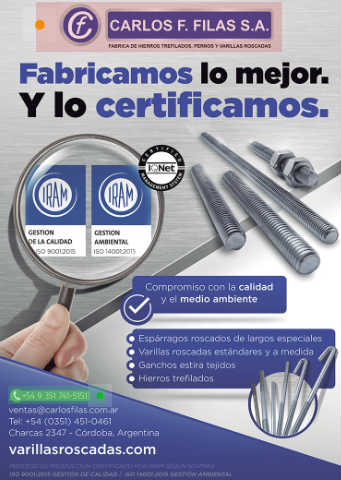 CARLOS F. FILAS S.A.
FABRICA DE HIERROS TREFILADOS, PERNOS Y VARILLAS ROSCADAS
Fabricamos lo mejor.
Y lo certificamos.
CERTIFIED
IQNet
MANAGEMENT SYSTEM
IRAM
IRAM
GESTION
DE LA CALIDAD
ISO 9001:2015
GESTION
AMBIENTAL
ISO 14001:2015
Compromiso con la calidad
y el medio ambiente
Espárragos roscados de largos especiales
Varillas roscadas estándares y a medida
Ganchos estira tejidos
Hierros trefilados
+54 9 351 741-5151
ventas@carlosfilas.com.ar
Tel: +54 (0351) 451-0461
Charcas 2347 - Córdoba, Argentina
varillasroscadas.com
ISO 9001:2015 GESTIÓN DE CALIDAD / ISO 14001:2015 GESTIÓN AMBIENTAL